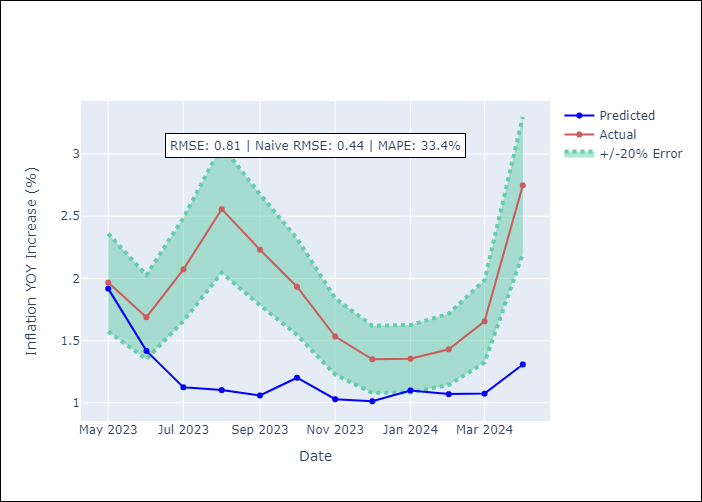 RMSE: 0.81 | Naive RMSE: 0.44 | MAPE: 33.4%
Predicted
Actual
+/-20% Error
Inflation YOY Increase (%)
3
2.5
2
1.5
1
May 2023 Jul 2023 Sep 2023 Nov 2023 Jan 2024 Mar 2024
Date